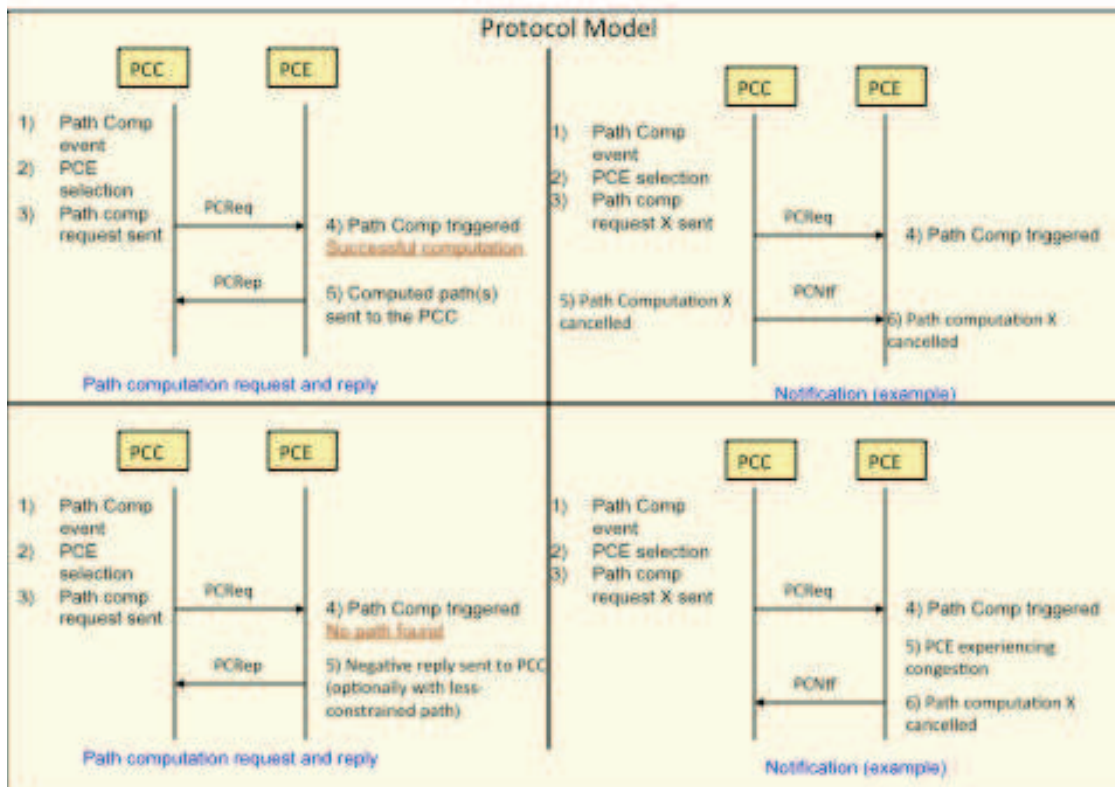 Protocol Model
PCC
PCE
1) Path Comp
event
2) PCE
selection
3) Path comp
request sent
PCReq
4) Path Comp triggered
Successful computation
PCRep
5) Computed path(s)
sent to the PCC
Path computation request and reply
PCC
PCE
1) Path Comp
event
2) PCE selection
3) Path comp
request X sent
PCReq
4) Path Comp triggered
5) Path Computation X
cancelled
PCNtf
6) Path computation X
cancelled
Notification (example)
PCC
PCE
1) Path Comp
event
2) PCE
selection
3) Path comp
request sent
PCReq
4) Path Comp triggered
No path found
PCRep
5) Negative reply sent to PCC
(optionally with less-
constrained path)
Path computation request and reply
PCC
PCE
1) Path Comp
event
2) PCE selection
3) Path comp
request X sent
PCReq
4) Path Comp triggered
5) PCE experiencing
congestion
PCNtf
6) Path computation X
cancelled
Notification (example)